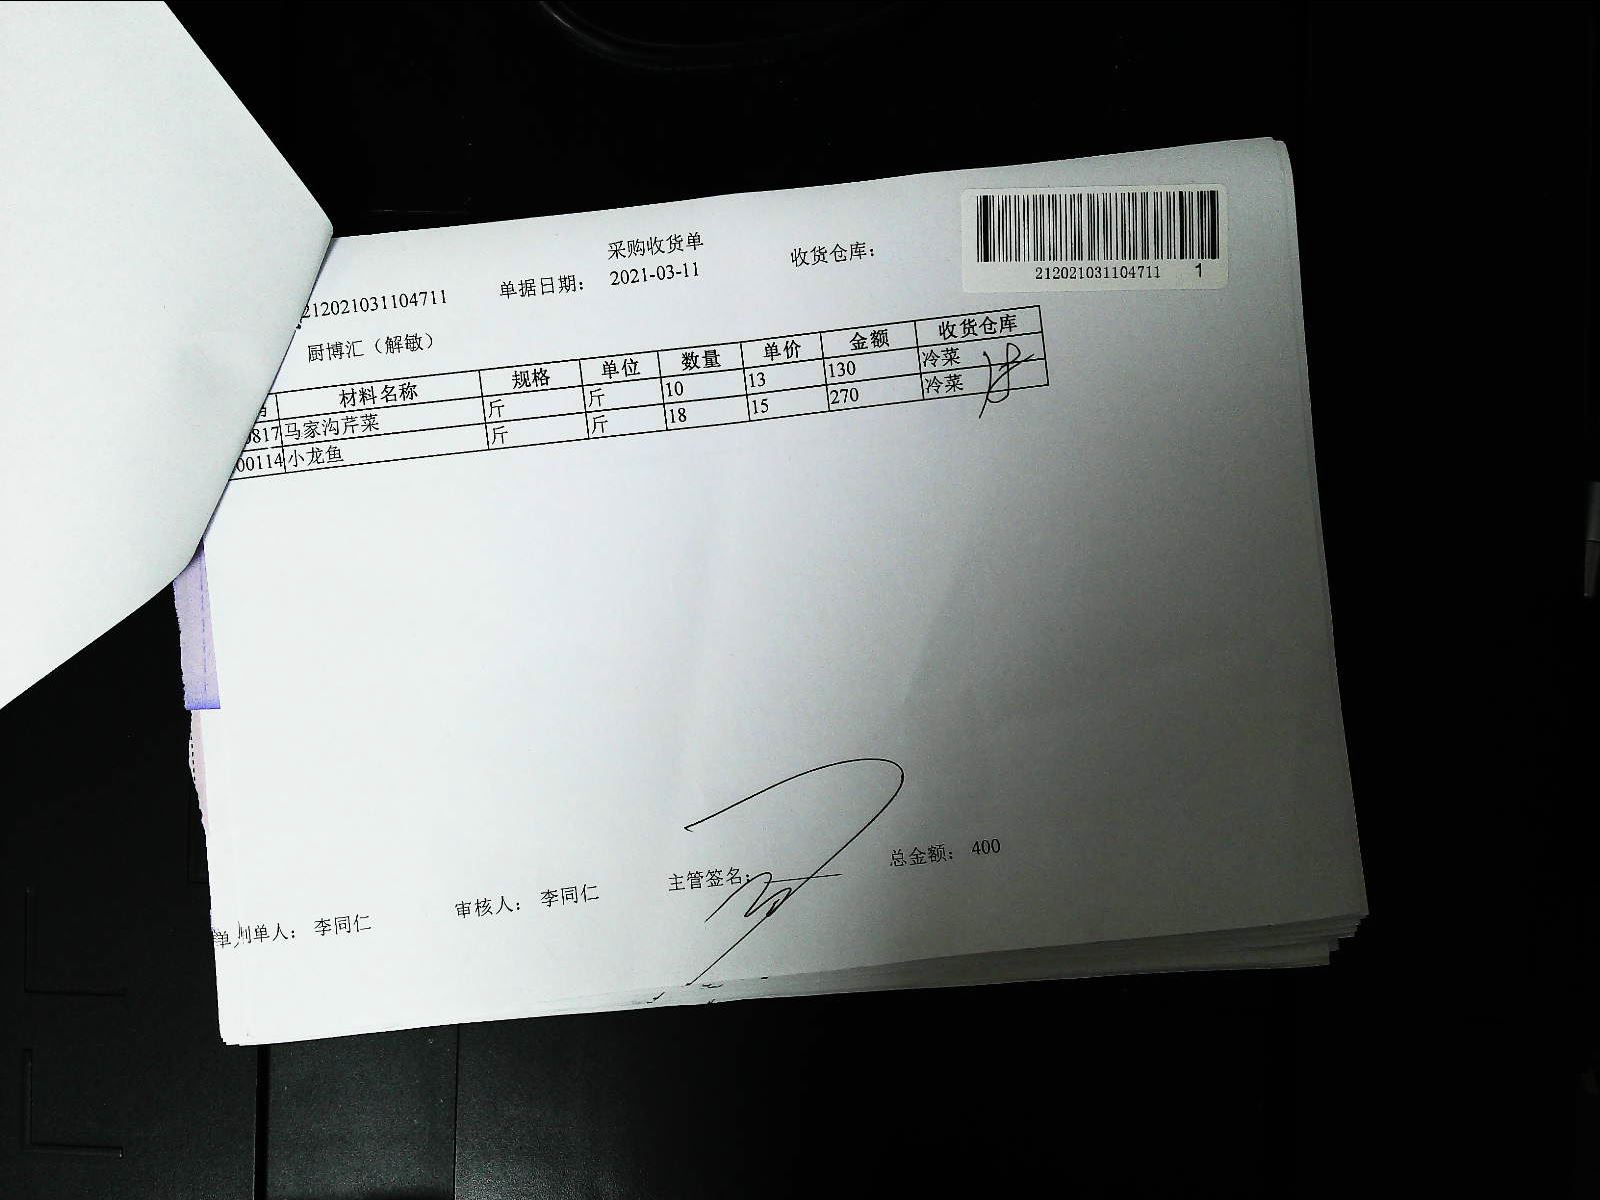 采购收货单
212021031104711 单据日期： 2021-03-11 收货仓库：
212021031104711 1
厨博汇（解敏）
材料名称 规格 单位 数量 单价 金额 收货仓库
0817 马家沟芹菜 斤 斤 10 13 130 冷菜
00114 小龙鱼 斤 斤 18 15 270 冷菜
制单人： 李同仁 审核人： 李同仁 主管签名： 总金额： 400